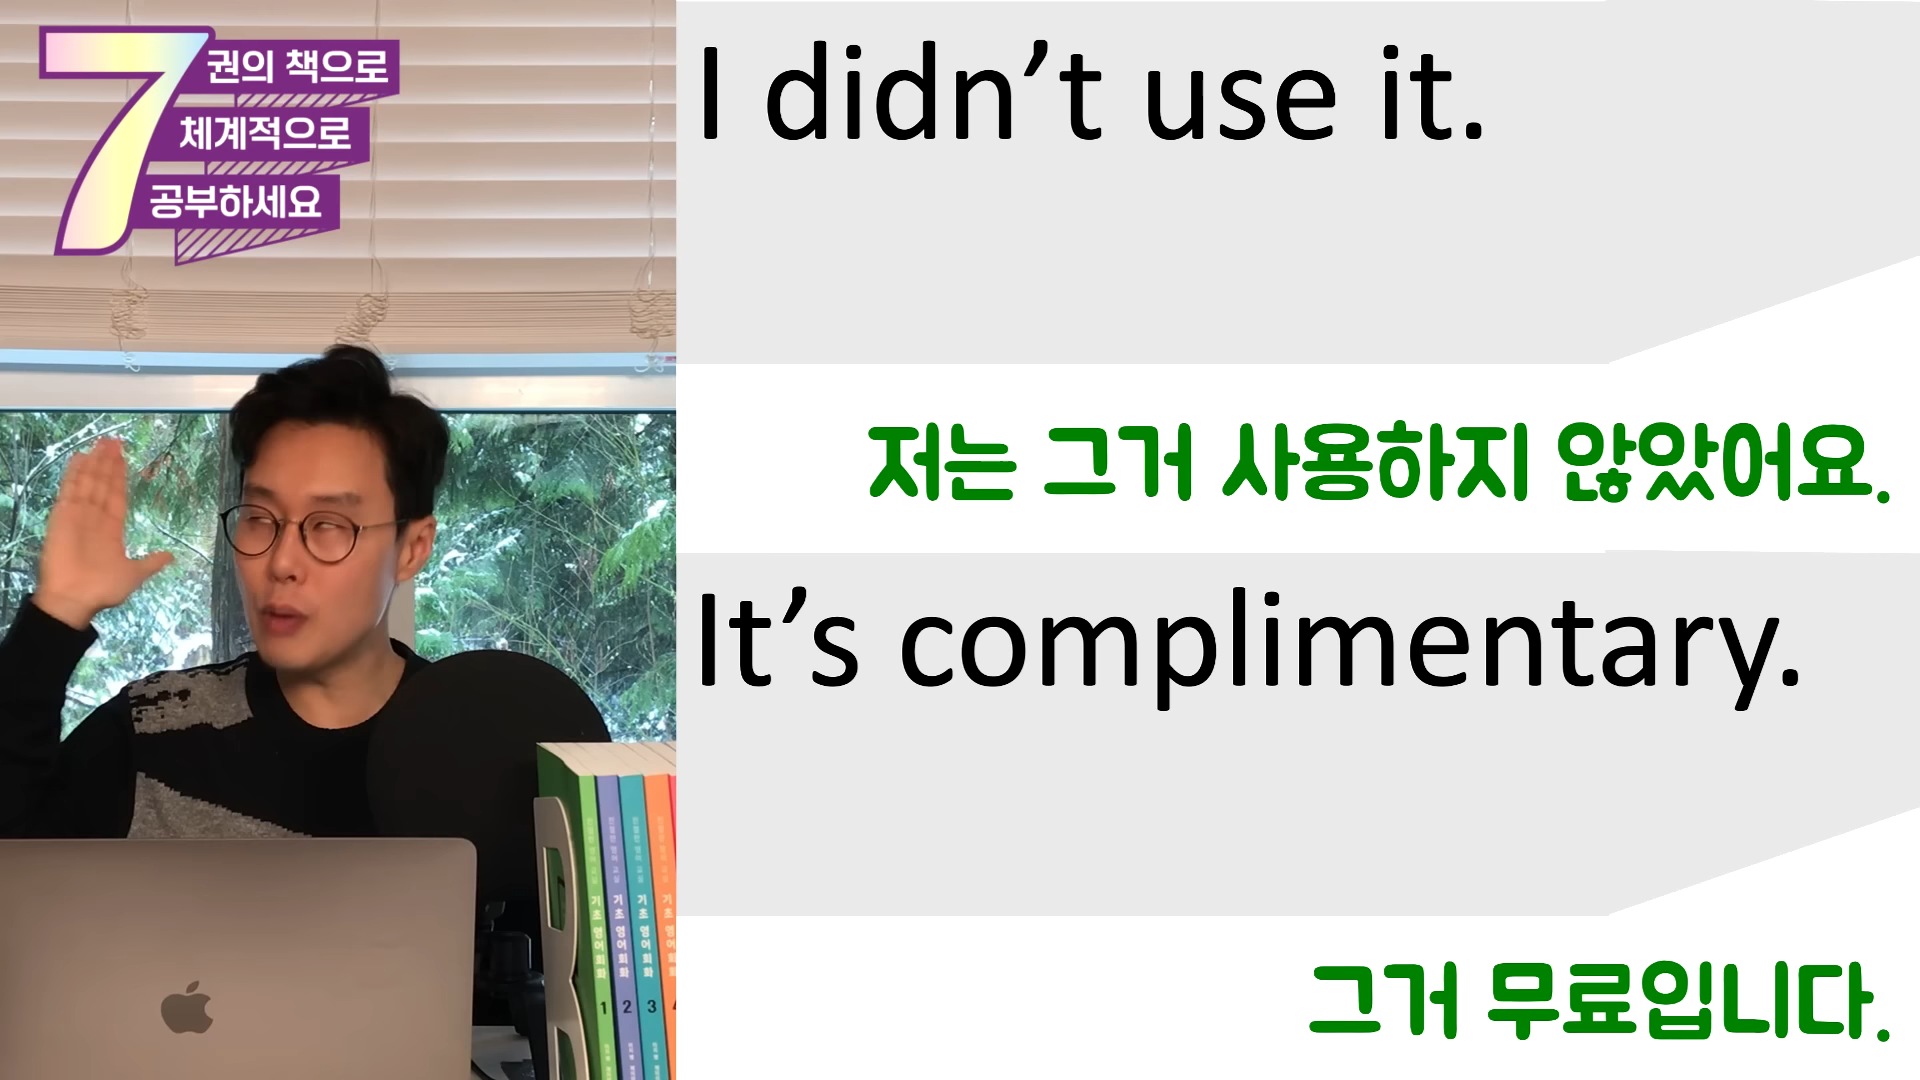 7
권의 책으로
체계적으로
공부하세요
I didn’t use it.
저는 그거 사용하지 않았어요.
It’s complimentary.
그거 무료입니다.
기초 영어회화 1
기초 영어회화 2
기초 영어회화 3